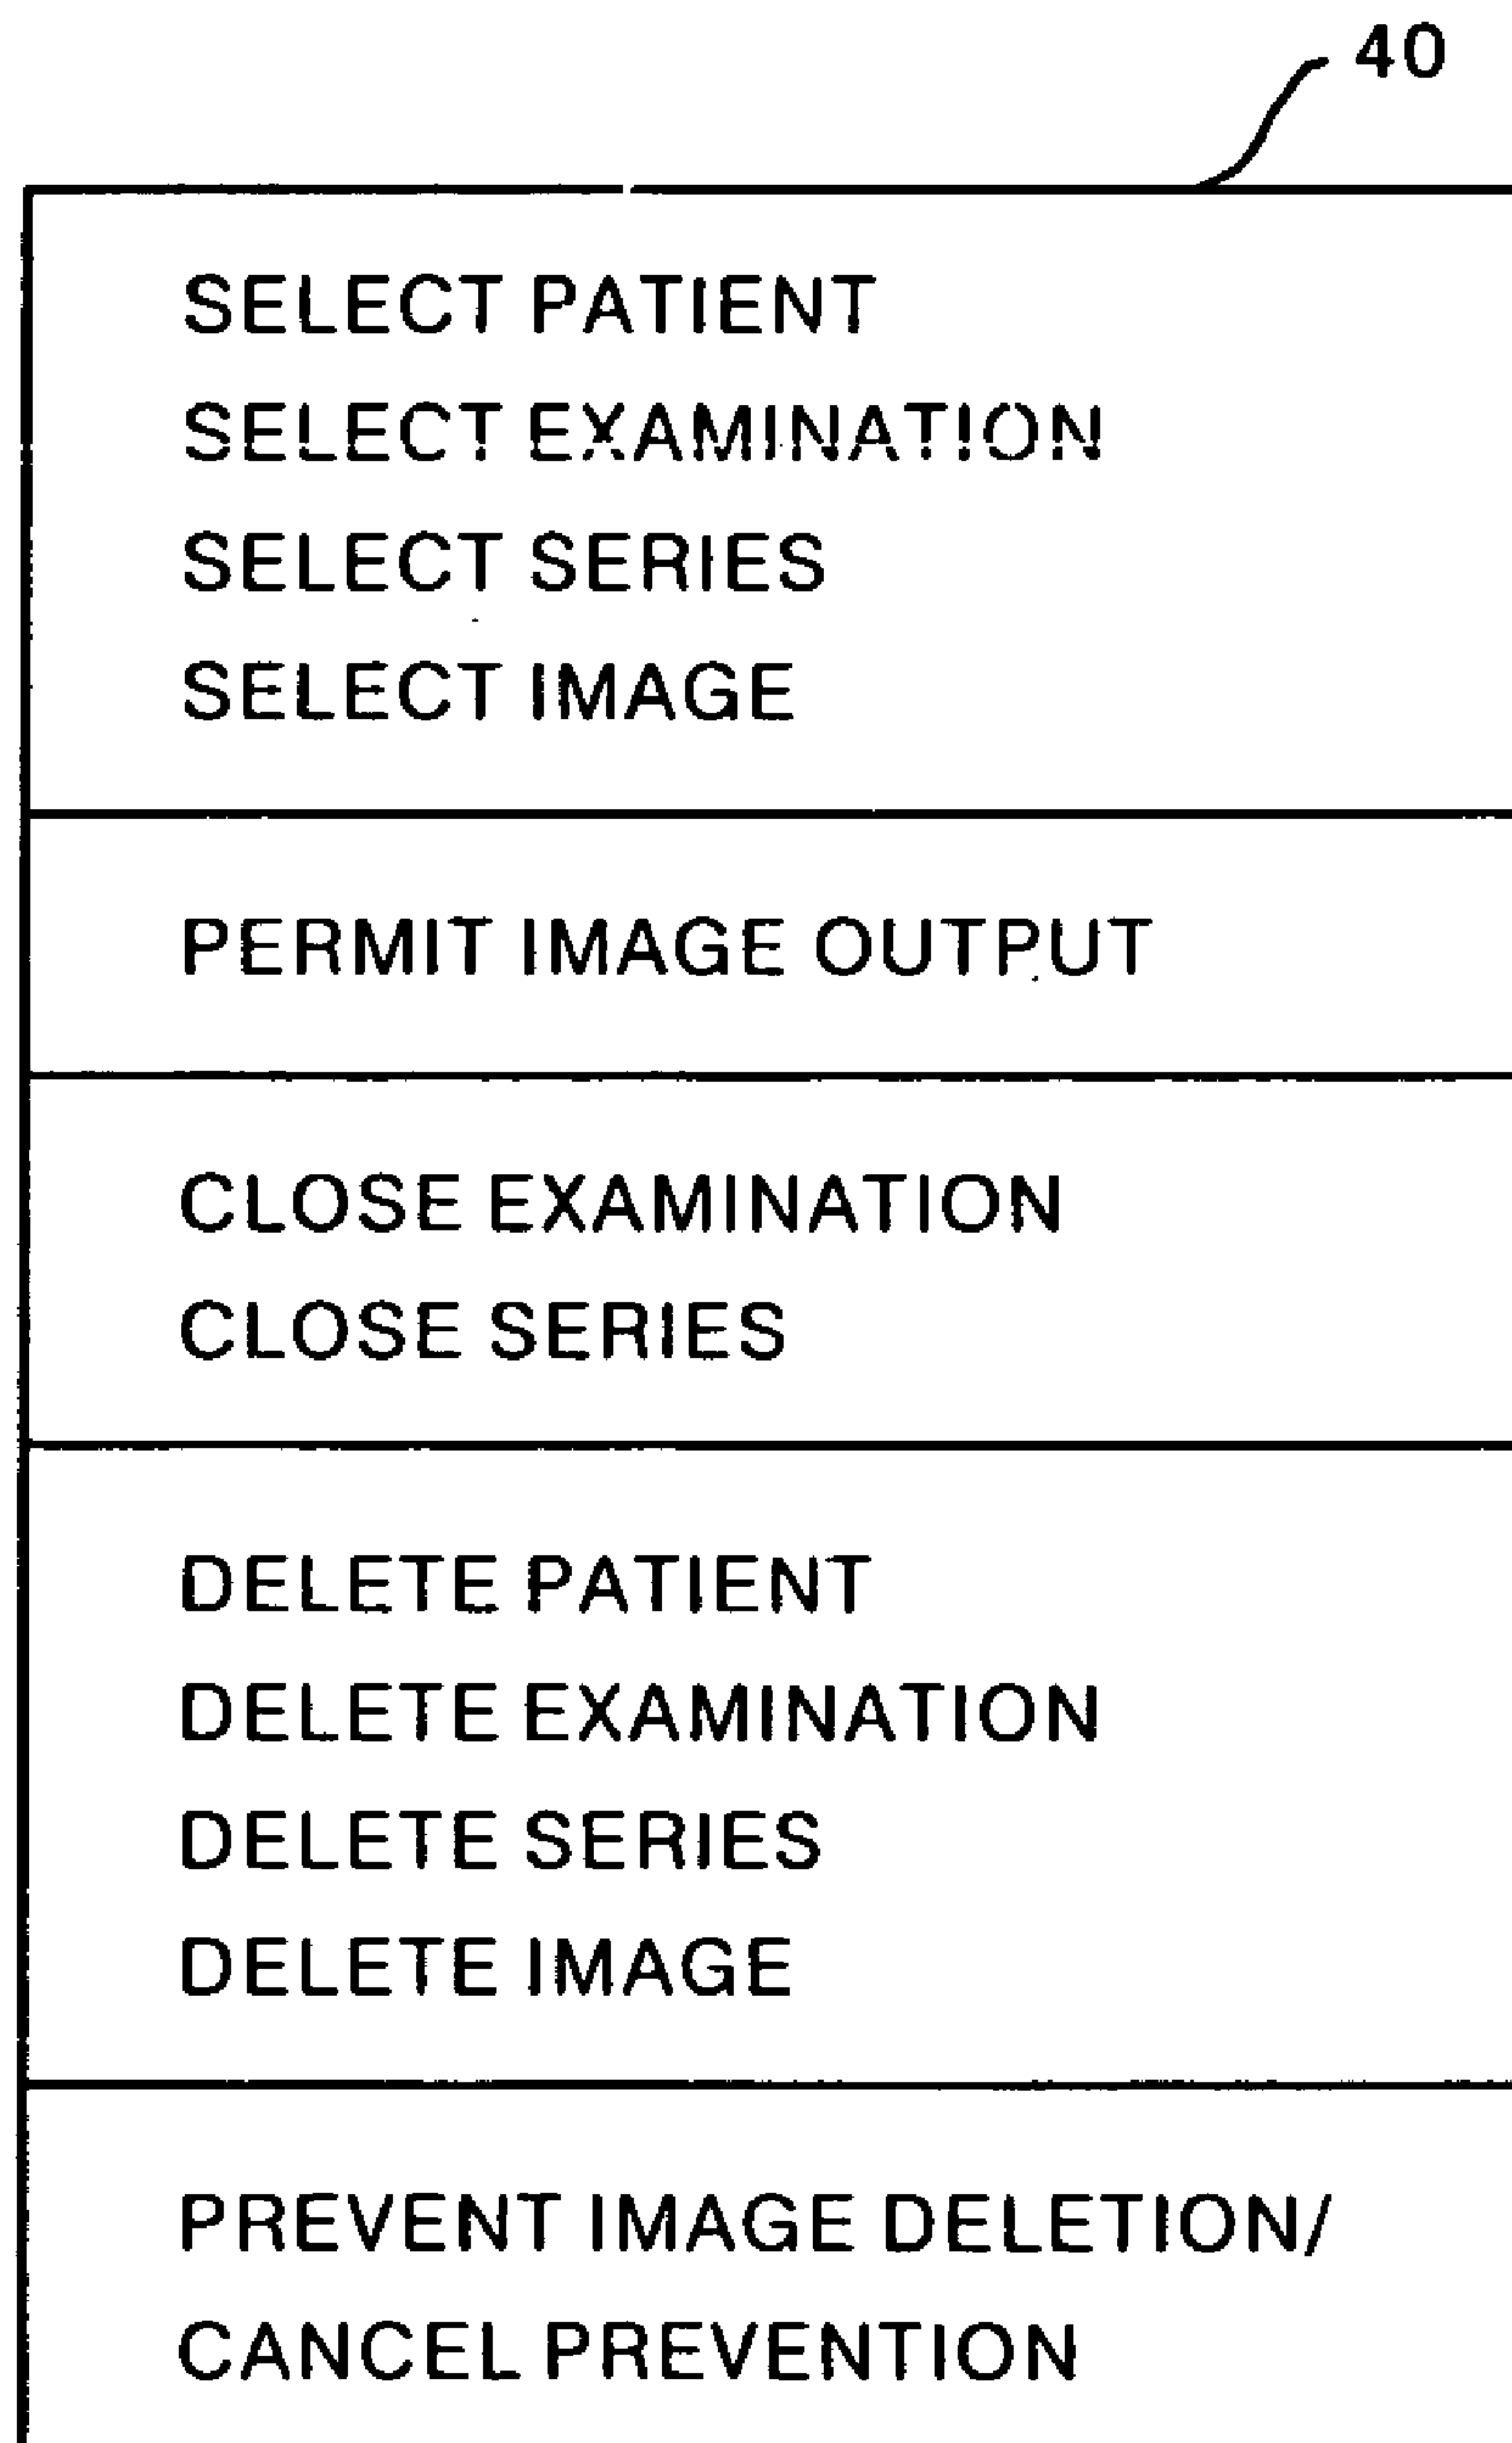 40
SELECT PATIENT
SELECT EXAMINATION
SELECT SERIES
SELECT IMAGE
PERMIT IMAGE OUTPUT
CLOSE EXAMINATION
CLOSE SERIES
DELETE PATIENT
DELETE EXAMINATION
DELETE SERIES
DELETE IMAGE
PREVENT IMAGE DELETION/
CANCEL PREVENTION